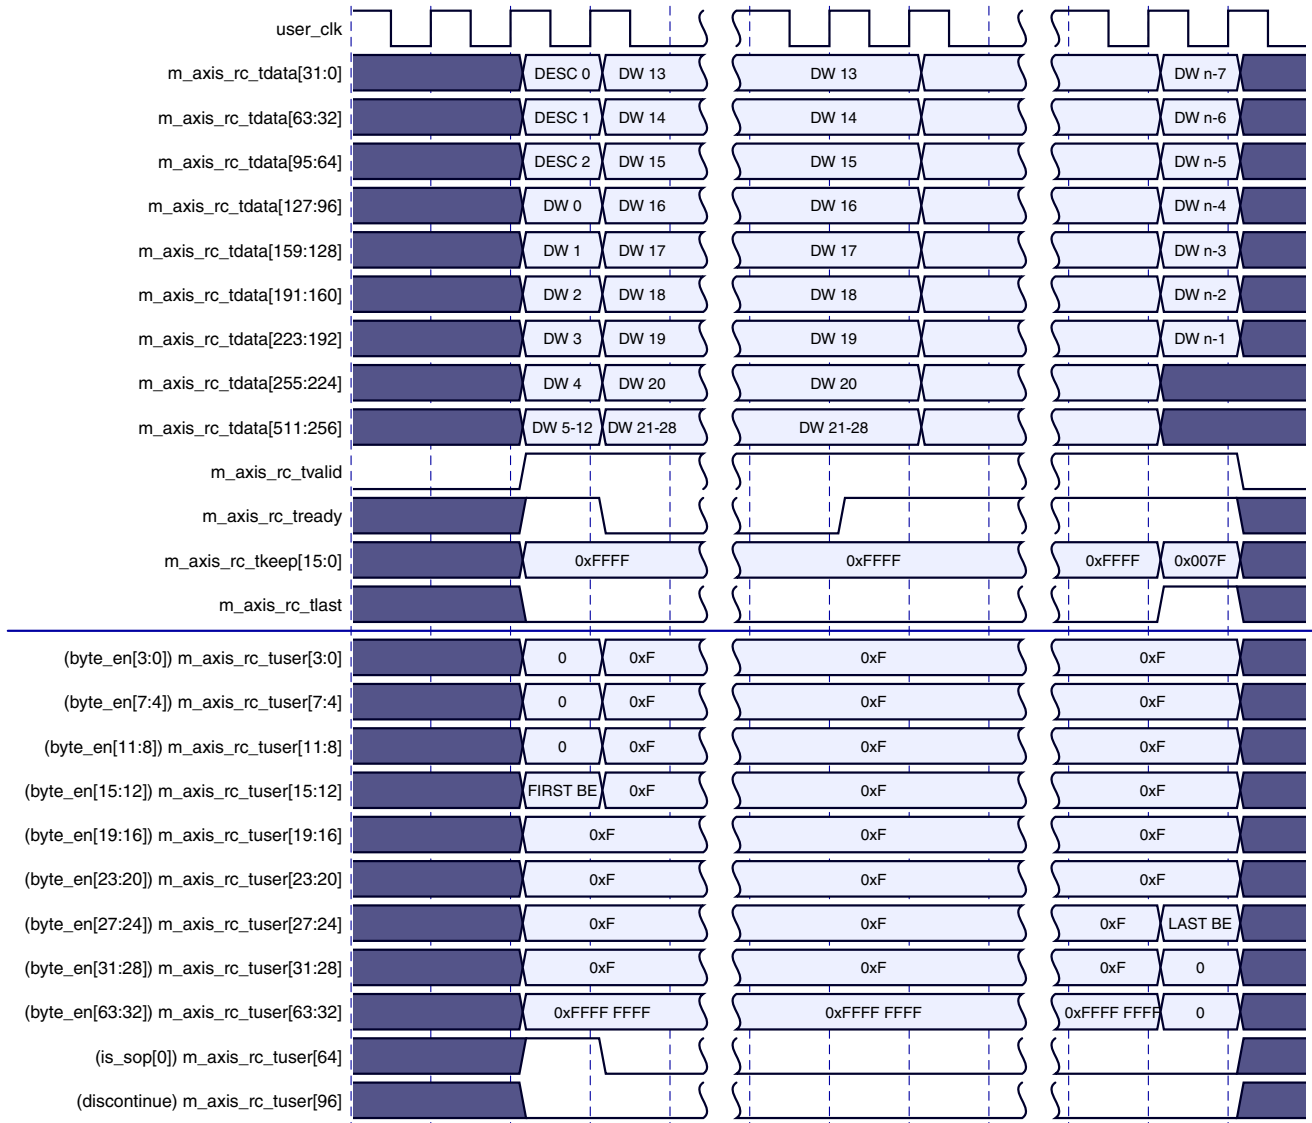 user_clk
m_axis_rc_tdata[31:0] DESC 0 DW 13 DW 13 DW n-7
m_axis_rc_tdata[63:32] DESC 1 DW 14 DW 14 DW n-6
m_axis_rc_tdata[95:64] DESC 2 DW 15 DW 15 DW n-5
m_axis_rc_tdata[127:96] DW 0 DW 16 DW 16 DW n-4
m_axis_rc_tdata[159:128] DW 1 DW 17 DW 17 DW n-3
m_axis_rc_tdata[191:160] DW 2 DW 18 DW 18 DW n-2
m_axis_rc_tdata[223:192] DW 3 DW 19 DW 19 DW n-1
m_axis_rc_tdata[255:224] DW 4 DW 20 DW 20
m_axis_rc_tdata[511:256] DW 5-12 DW 21-28 DW 21-28
m_axis_rc_tvalid
m_axis_rc_tready
m_axis_rc_tkeep[15:0] 0xFFFF 0xFFFF 0xFFFF 0x007F
m_axis_rc_tlast
(byte_en[3:0]) m_axis_rc_tuser[3:0] 0 0xF 0xF 0xF
(byte_en[7:4]) m_axis_rc_tuser[7:4] 0 0xF 0xF 0xF
(byte_en[11:8]) m_axis_rc_tuser[11:8] 0 0xF 0xF 0xF
(byte_en[15:12]) m_axis_rc_tuser[15:12] FIRST BE 0xF 0xF 0xF
(byte_en[19:16]) m_axis_rc_tuser[19:16] 0xF 0xF 0xF
(byte_en[23:20]) m_axis_rc_tuser[23:20] 0xF 0xF 0xF
(byte_en[27:24]) m_axis_rc_tuser[27:24] 0xF 0xF 0xF LAST BE
(byte_en[31:28]) m_axis_rc_tuser[31:28] 0xF 0xF 0xF 0
(byte_en[63:32]) m_axis_rc_tuser[63:32] 0xFFFF FFFF 0xFFFF FFFF 0xFFFF FFFF 0
(is_sop[0]) m_axis_rc_tuser[64]
(discontinue) m_axis_rc_tuser[96]